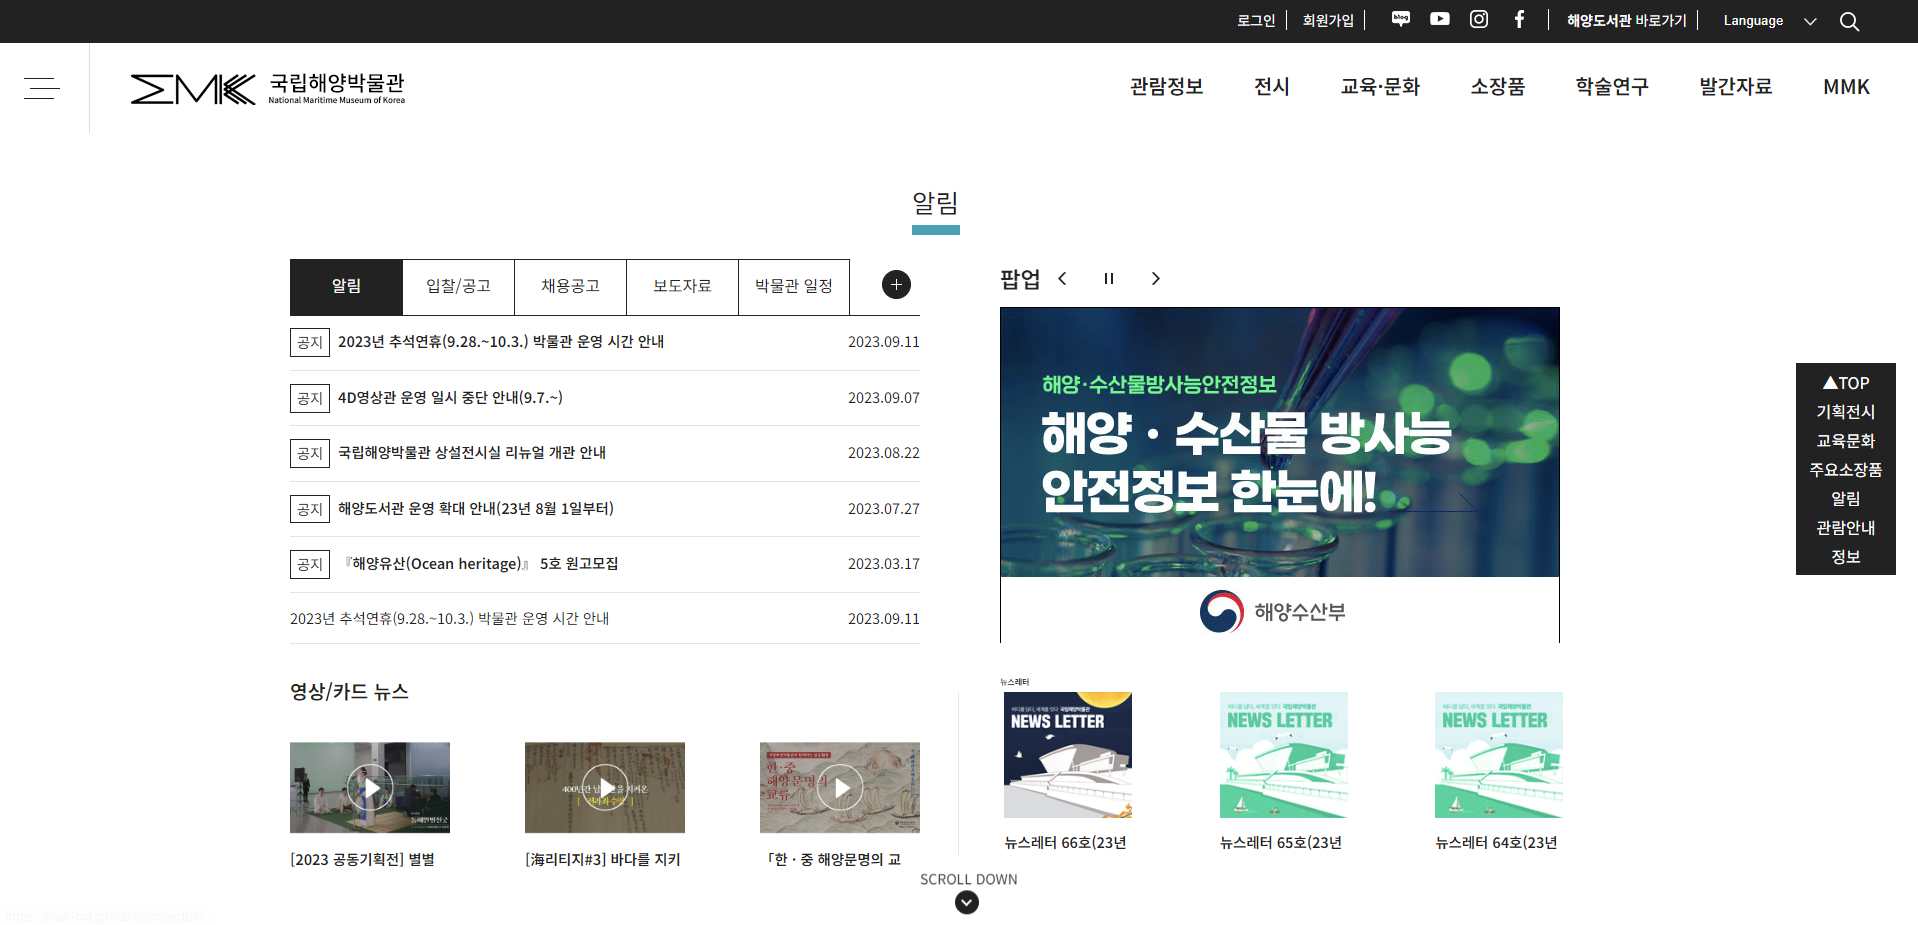 로그인
회원가입
blog
해양도서관 바로가기
Language
MMK
국립해양박물관
National Maritime Museum of Korea
관람정보
전시
교육·문화
소장품
학술연구
발간자료
MMK
알림
알림
입찰/공고
채용공고
보도자료
박물관 일정
공지 2023년 추석연휴(9.28.~10.3.) 박물관 운영 시간 안내 2023.09.11
공지 4D영상관 운영 일시 중단 안내(9.7.~) 2023.09.07
공지 국립해양박물관 상설전시실 리뉴얼 개관 안내 2023.08.22
공지 해양도서관 운영 확대 안내(23년 8월 1일부터) 2023.07.27
공지 『해양유산(Ocean heritage)』 5호 원고모집 2023.03.17
2023년 추석연휴(9.28.~10.3.) 박물관 운영 시간 안내 2023.09.11
팝업
해양·수산물방사능안전정보
해양 · 수산물 방사능
안전정보 한눈에!
해양수산부
▲TOP
기획전시
교육문화
주요소장품
알림
관람안내
정보
영상/카드 뉴스
[2023 공동기획전] 별별
[海리티지#3] 바다를 지키
한·중
해양문명의
교류
「한 · 중 해양문명의 교
뉴스레터
NEWS LETTER
뉴스레터 66호(23년
NEWS LETTER
뉴스레터 65호(23년
NEWS LETTER
뉴스레터 64호(23년
SCROLL DOWN